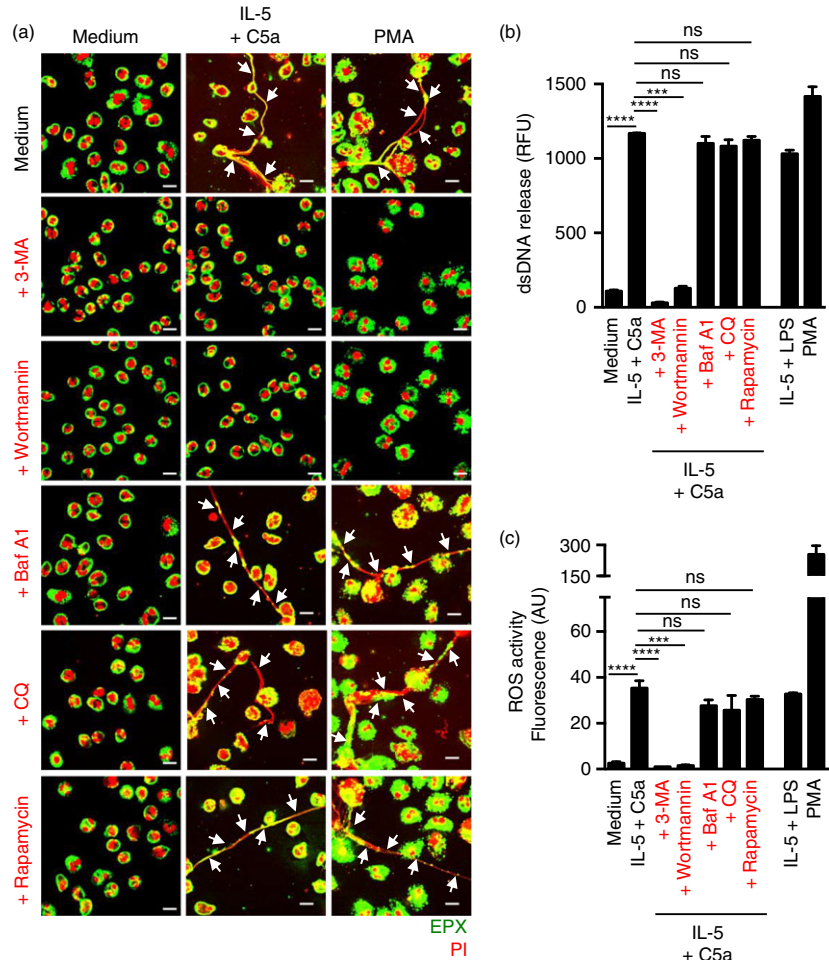 (a)
Medium
IL-5
+ C5a
PMA
Medium
+ 3-MA
+ Wortmannin
+ Baf A1
+ CQ
+ Rapamycin
EPX
PI
(b)
ns
ns
ns
***
****
****
1500
1000
500
0
dsDNA release (RFU)
Medium
IL-5 + C5a
+ 3-MA
+ Wortmannin
+ Baf A1
+ CQ
+ Rapamycin
IL-5 + LPS
PMA
IL-5
+ C5a
(c)
300
150
ns
ns
ns
***
****
****
60
40
20
0
ROS activity
Fluorescence (AU)
Medium
IL-5 + C5a
+ 3-MA
+ Wortmannin
+ Baf A1
+ CQ
+ Rapamycin
IL-5 + LPS
PMA
IL-5
+ C5a